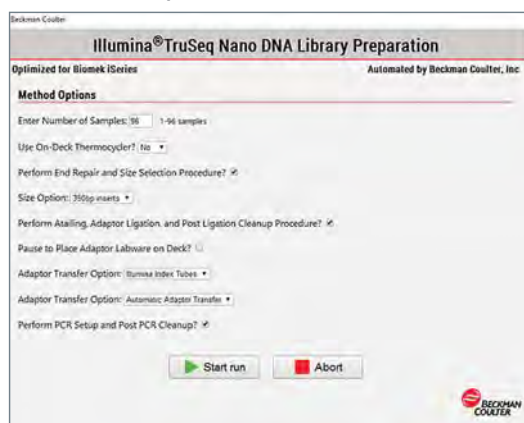 Beckman Coulter
Illumina®TruSeq Nano DNA Library Preparation
Optimized for Biomek iSeries Automated by Beckman Coulter, Inc
Method Options
Enter Number of Samples: 96 1-96 samples
Use On-Deck Thermocycler? No
Perform End Repair and Size Selection Procedure?
Size Option: 350bp inserts
Perform Atailing, Adaptor Ligation, and Post Ligation Cleanup Procedure?
Pause to Place Adaptor Labware on Deck?
Adaptor Transfer Option: Illumina Index Tubes
Adaptor Transfer Option: Automatic Adaptor Transfer
Perform PCR Setup and Post PCR Cleanup?
Start run Abort
BECKMAN
COULTER